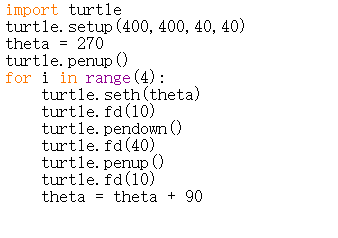 import turtle
turtle.setup(400,400,40,40)
theta = 270
turtle.penup()
for i in range(4):
    turtle.seth(theta)
    turtle.fd(10)
    turtle.pendown()
    turtle.fd(40)
    turtle.penup()
    turtle.fd(10)
    theta = theta + 90